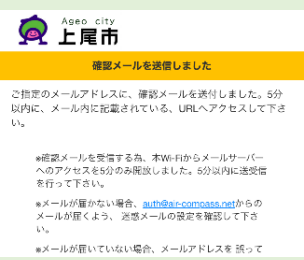 Ageo city
上尾市
確認メールを送信しました
ご指定のメールアドレスに、確認メールを送付しました。5分
以内に、メール内に記載されている、URLへアクセスして下さ
い。
※確認メールを受信する為、本Wi-Fiからメールサーバー
へのアクセスを5分のみ開放しました。5分以内に送受信
を行って下さい。
※メールが届かない場合、auth@air-compass.netからの
メールが届くよう、 迷惑メールの設定を確認して下さ
い。
※メールが届いていない場合、メールアドレスを 誤って